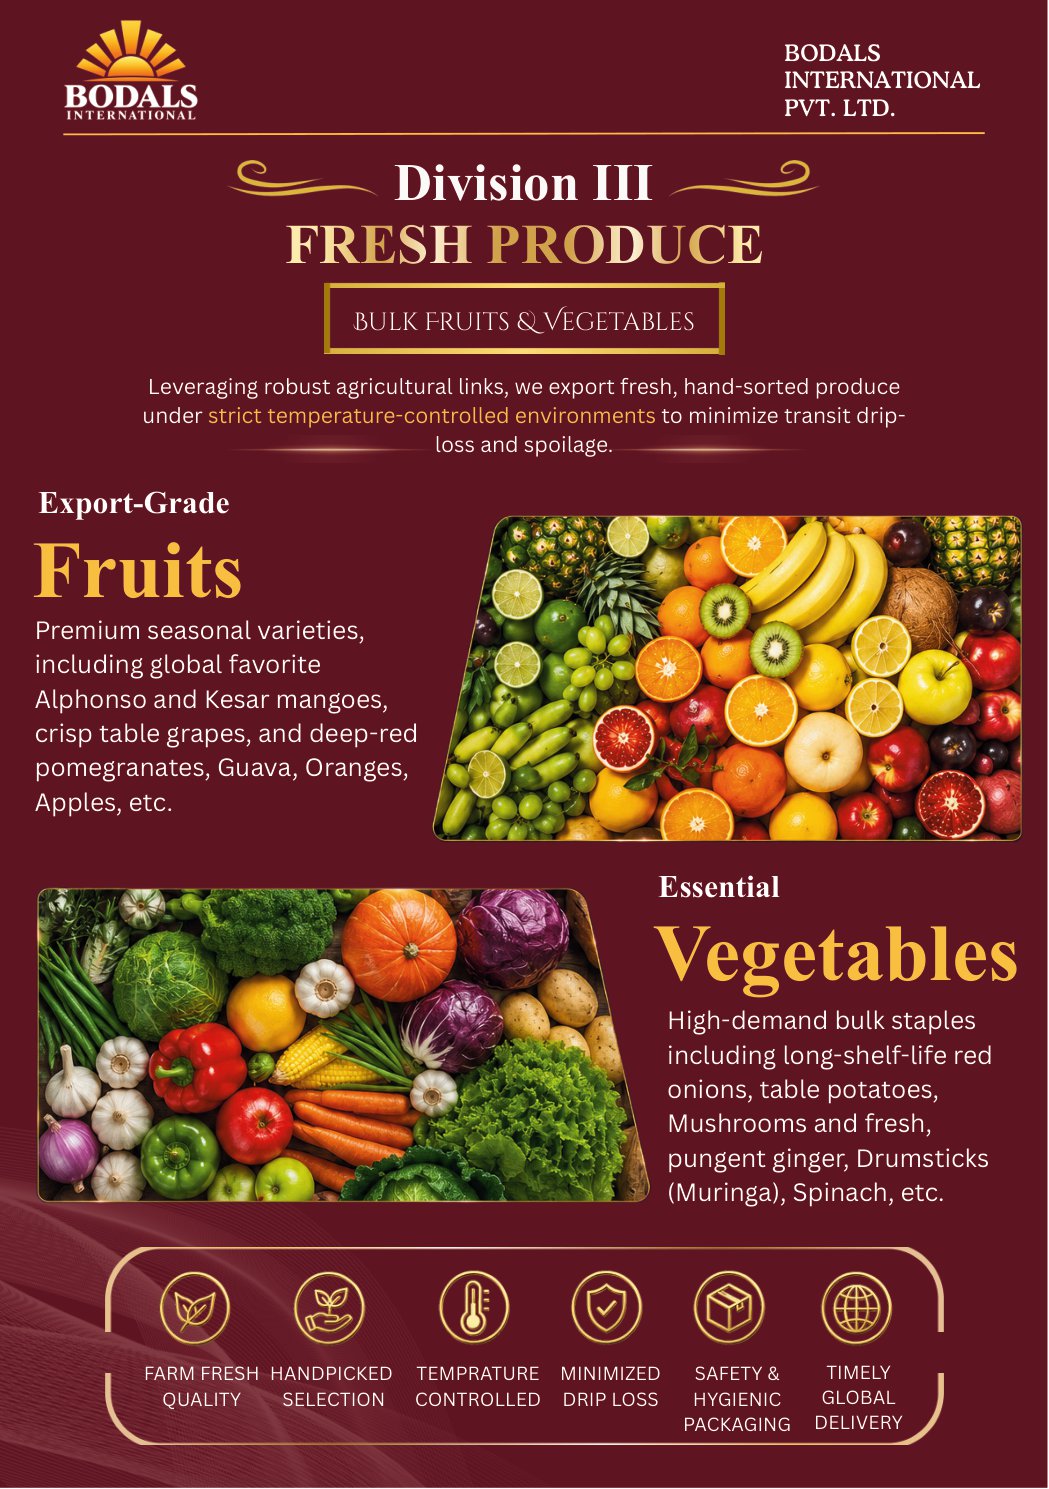 BODALS
INTERNATIONAL
BODALS
INTERNATIONAL
PVT. LTD.
Division III
FRESH PRODUCE
BULK FRUITS & VEGETABLES
Leveraging robust agricultural links, we export fresh, hand-sorted produce
under strict temperature-controlled environments to minimize transit drip-
loss and spoilage.
Export-Grade
Fruits
Premium seasonal varieties,
including global favorite
Alphonso and Kesar mangoes,
crisp table grapes, and deep-red
pomegranates, Guava, Oranges,
Apples, etc.
Essential
Vegetables
High-demand bulk staples
including long-shelf-life red
onions, table potatoes,
Mushrooms and fresh,
pungent ginger, Drumsticks
(Muringa), Spinach, etc.
FARM FRESH
QUALITY
HANDPICKED
SELECTION
TEMPRATURE
CONTROLLED
MINIMIZED
DRIP LOSS
SAFETY &
HYGIENIC
PACKAGING
TIMELY
GLOBAL
DELIVERY